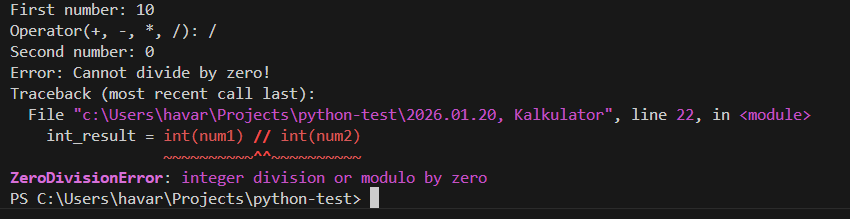 First number: 10
Operator(+, -, *, /): /
Second number: 0
Error: Cannot divide by zero!
Traceback (most recent call last):
  File "c:\Users\havar\Projects\python-test\2026.01.20, Kalkulator", line 22, in <module>
    int_result = int(num1) // int(num2)
                 ~~~~~~~~~~^^~~~~~~~~~~
ZeroDivisionError: integer division or modulo by zero
PS C:\Users\havar\Projects\python-test>